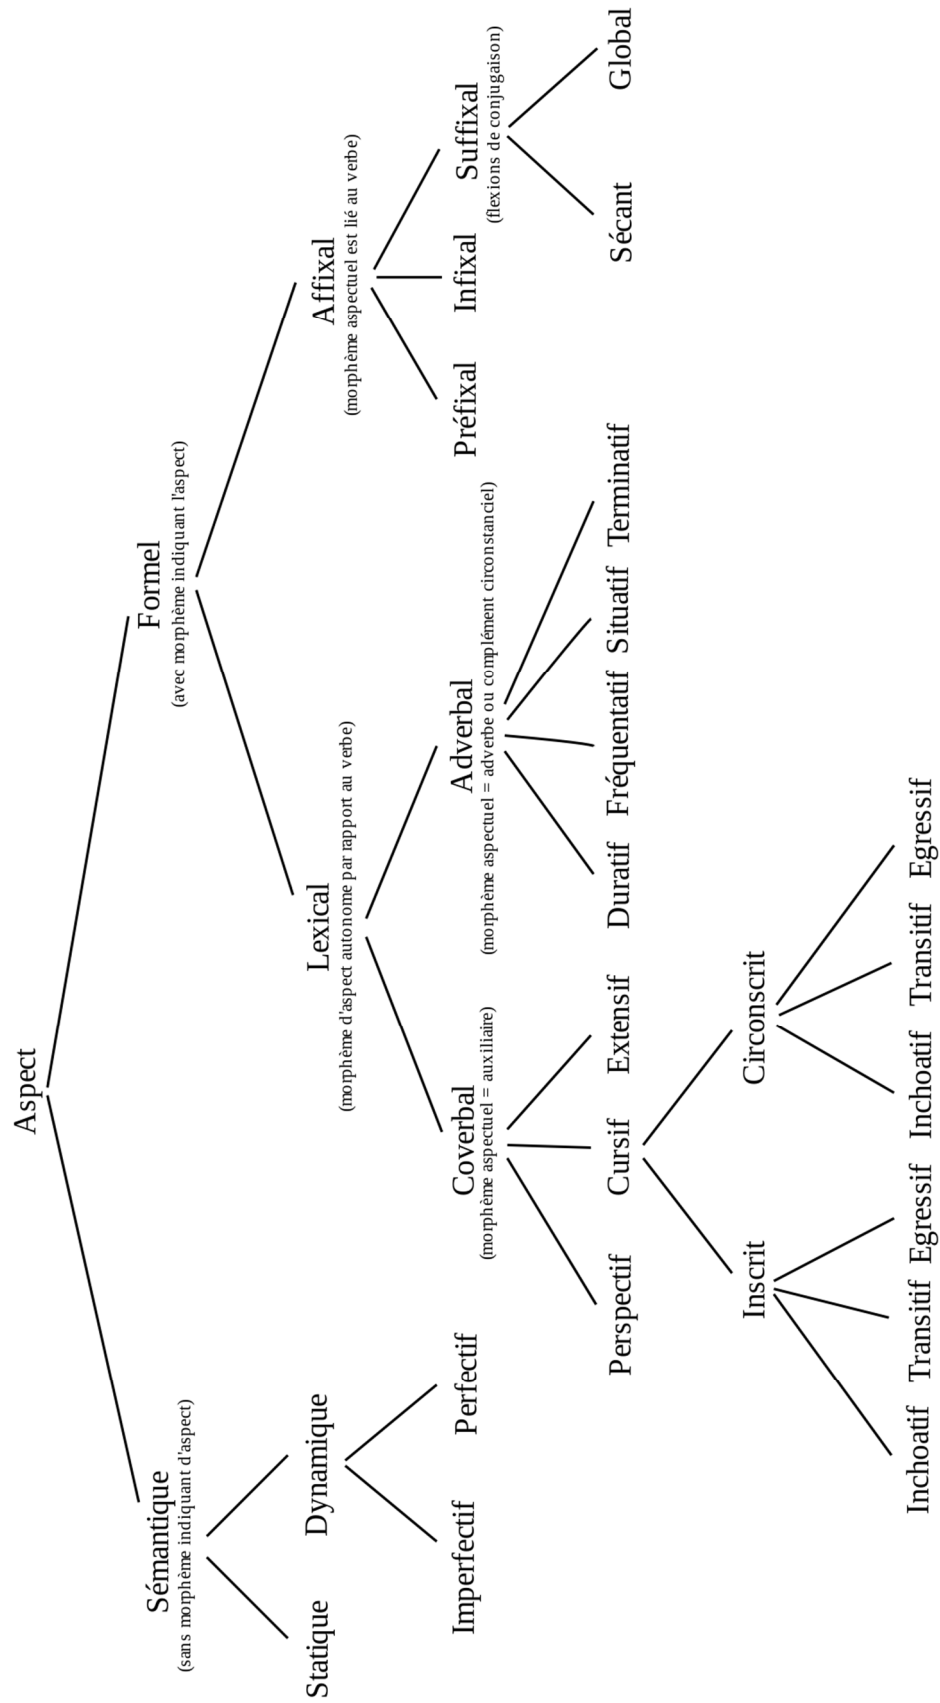 Aspect
Sémantique
(sans morphème indiquant d'aspect)
Formel
(avec morphème indiquant l'aspect)
Statique
Dynamique
Lexical
(morphème d'aspect autonome par rapport au verbe)
Affixal
(morphème aspectuel est lié au verbe)
Imperfectif
Perfectif
Coverbal
(morphème aspectuel = auxiliaire)
Adverbal
(morphème aspectuel = adverbe ou complément circonstanciel)
Préfixal
Infixal
Suffixal
(flexions de conjugaison)
Perspectif
Cursif
Extensif
Duratif
Fréquentatif
Situatif
Terminatif
Sécant
Global
Inscrit
Circonscrit
Inchoatif
Transitif
Egressif
Inchoatif
Transitif
Egressif